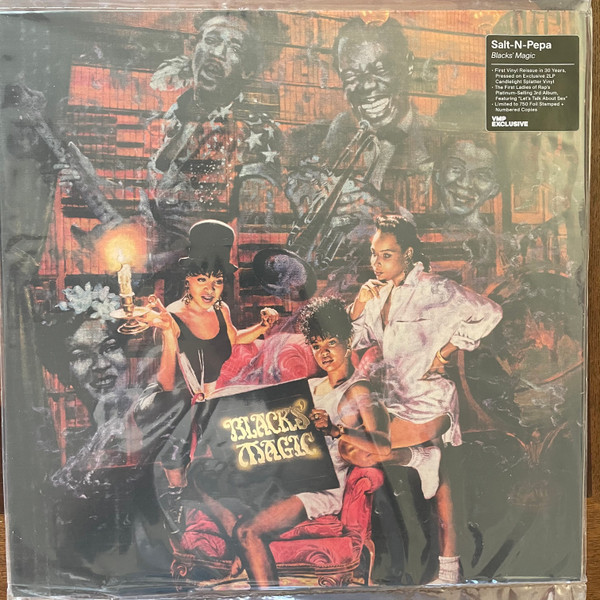 Salt-N-Pepa
Blacks' Magic
- First Vinyl Reissue in 30 Years,
Pressed on Exclusive 2LP
Candlelight Splatter Vinyl
- The First Ladies of Rap's
Platinum-Selling 3rd Album,
Featuring "Let's Talk About Sex"
- Limited to 750 Foil Stamped +
Numbered Copies
VMP
EXCLUSIVE
BLACKS'
MAGIC